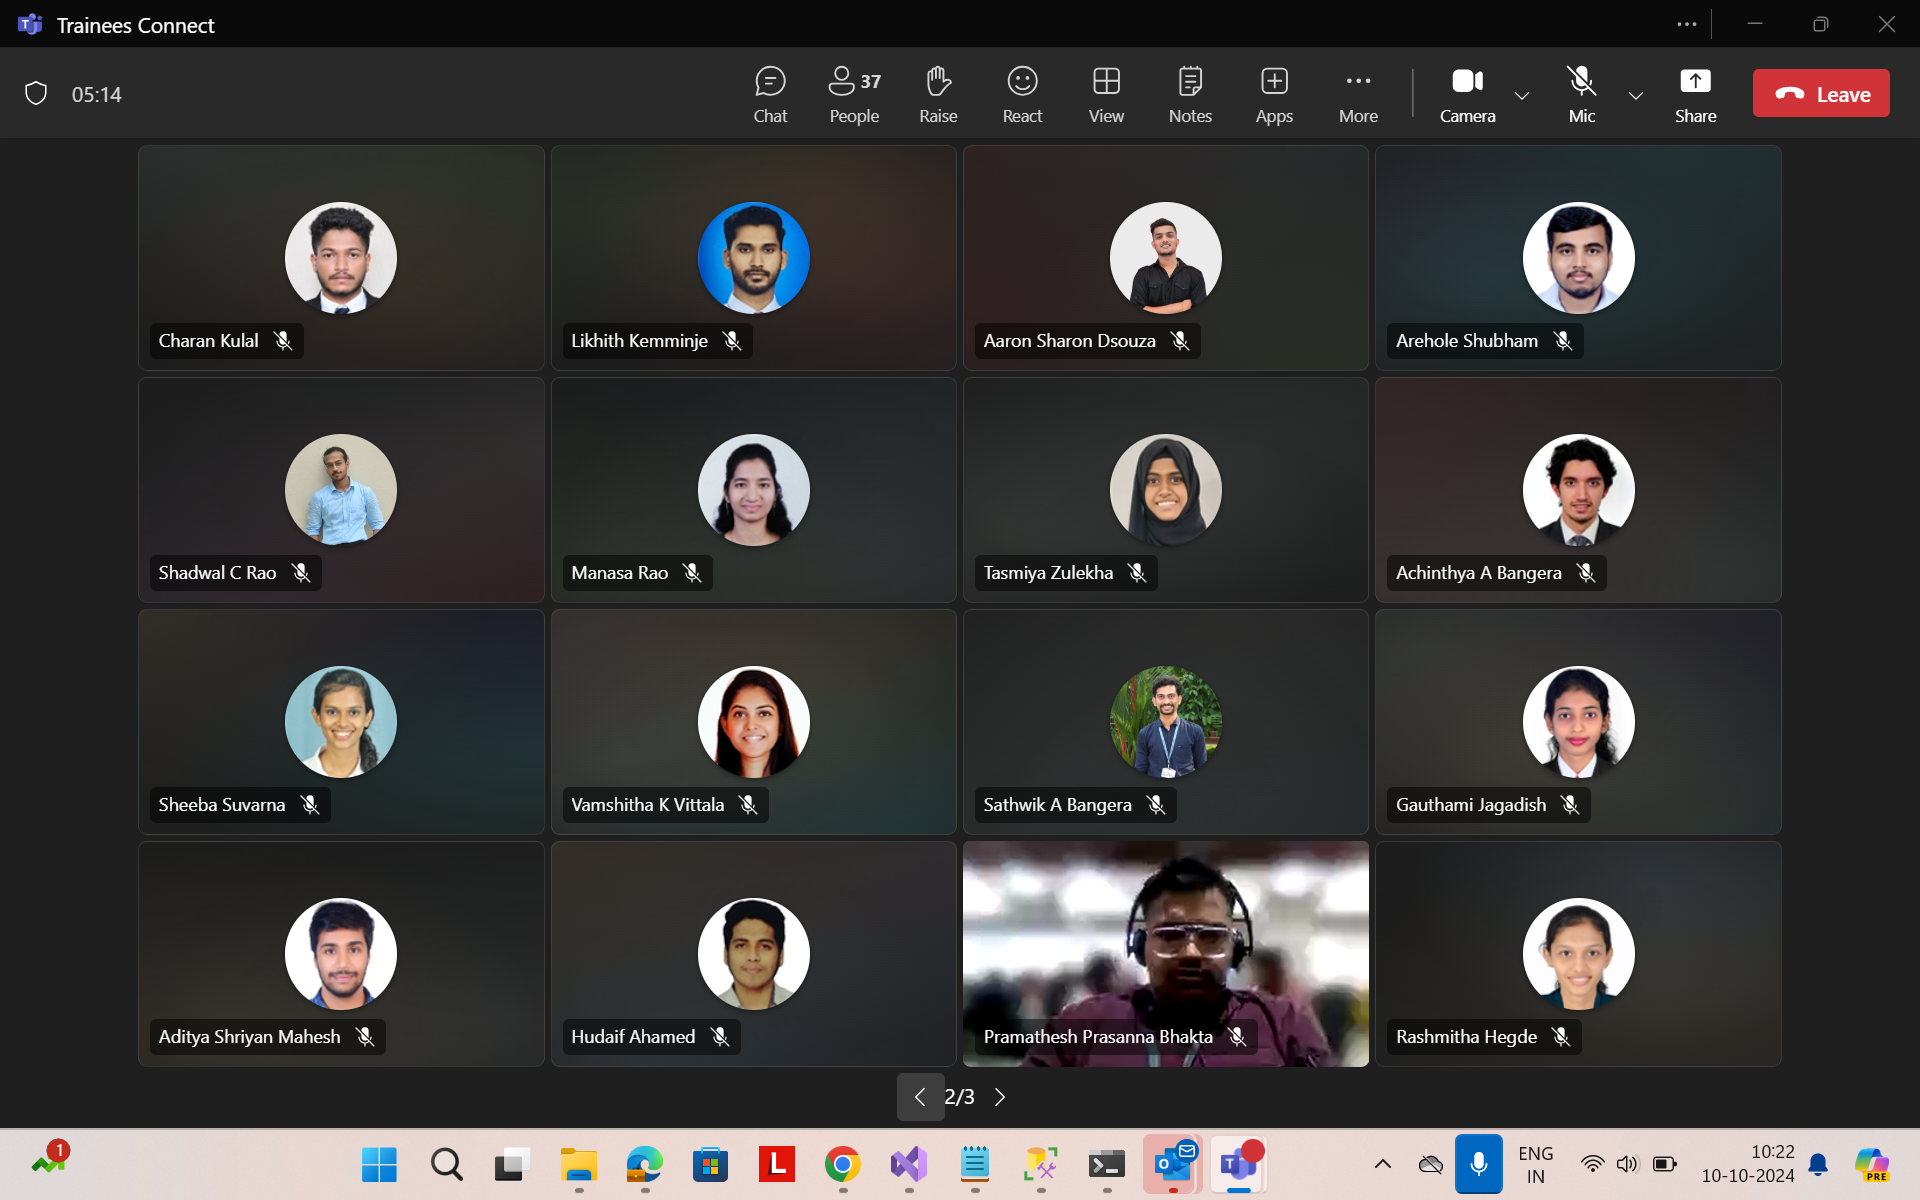 Trainees Connect
05:14
Chat
37
People
Raise
React
View
Notes
Apps
More
Camera
Mic
Share
Leave
Charan Kulal
Likhith Kemminje
Aaron Sharon Dsouza
Arehole Shubham
Shadwal C Rao
Manasa Rao
Tasmiya Zulekha
Achinthya A Bangera
Sheeba Suvarna
Vamshitha K Vittala
Sathwik A Bangera
Gauthami Jagadish
Aditya Shriyan Mahesh
Hudaif Ahamed
Pramathesh Prasanna Bhakta
Rashmitha Hegde
2/3
1
L
ENG
IN
10:22
10-10-2024
PRE